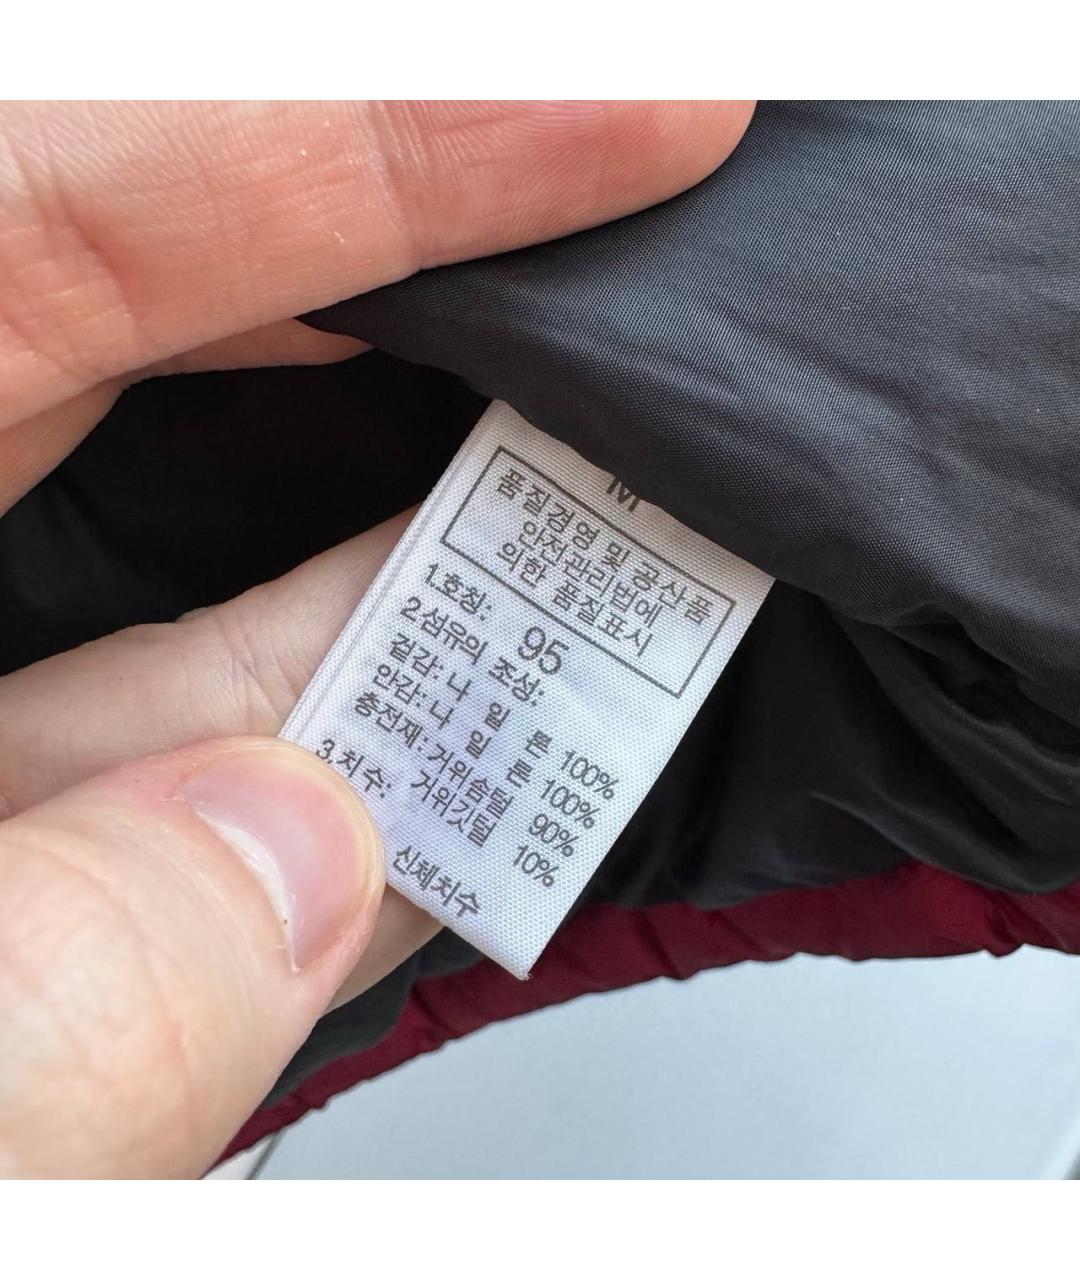 M
품질경영 및 공산품
안전관리법에
의한 품질표시
1.호칭: 95
2섬유의 조성:
겉감: 나 일 론 100%
안감: 나 일 론 100%
충전재: 거위솜털 90%
거위깃털 10%
3.치수:
신체치수